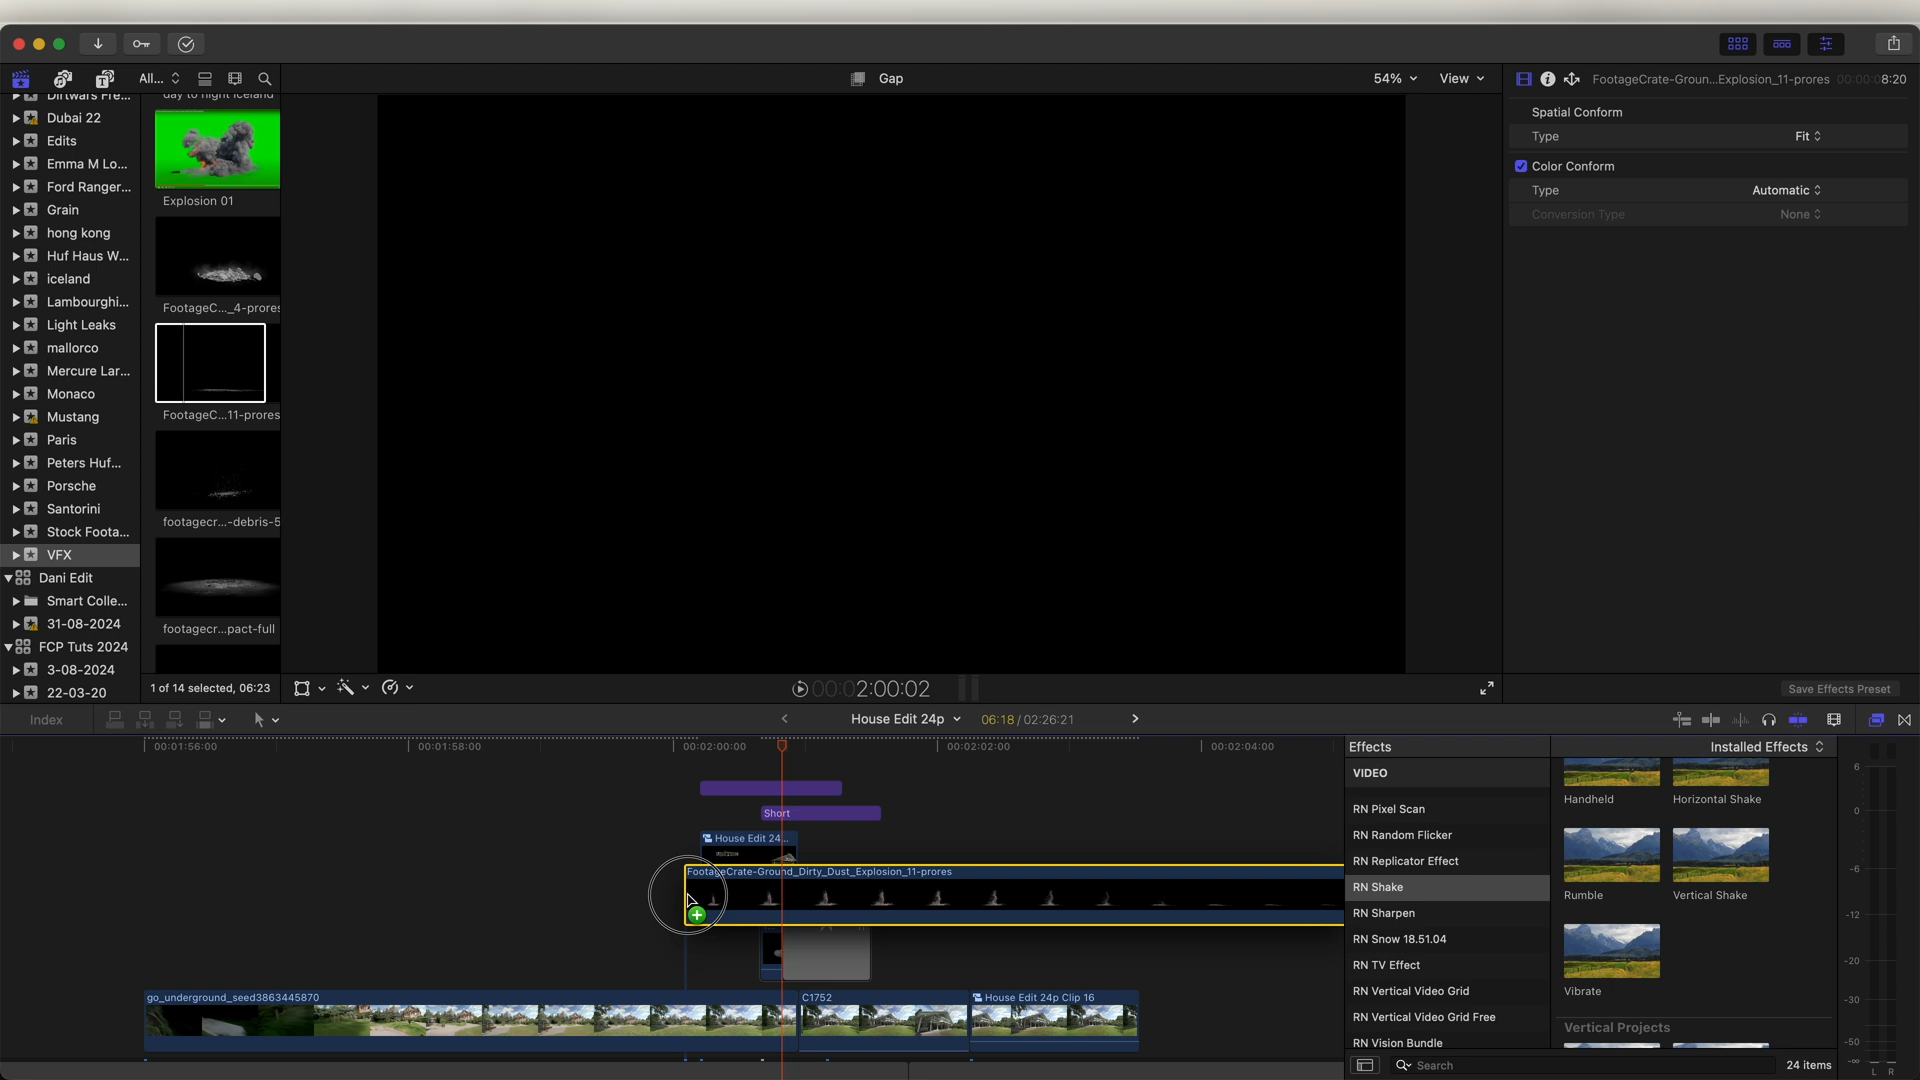 All...
Gap
54%
View
FootageCrate-Groun...Explosion_11-prores
00:00:08:20
Dirtwars Fre...
Dubai 22
Edits
Emma M Lo...
Ford Ranger...
Grain
hong kong
Huf Haus W...
iceland
Lambourghi...
Light Leaks
mallorco
Mercure Lar...
Monaco
Mustang
Paris
Peters Huf...
Porsche
Santorini
Stock Foota...
VFX
Dani Edit
Smart Colle...
31-08-2024
FCP Tuts 2024
3-08-2024
22-03-20
day to night Iceland
Explosion 01
FootageC..._4-prores
FootageC...11-prores
footagecr...-debris-5
footagecr...pact-full
1 of 14 selected, 06:23
Spatial Conform
Type
Fit
Color Conform
Type
Automatic
Conversion Type
None
00:02:00:02
Save Effects Preset
Index
House Edit 24p
06:18 / 02:26:21
00:01:56:00
00:01:58:00
00:02:00:00
00:02:02:00
00:02:04:00
Short
House Edit 24...
FootageCrate-Ground_Dirty_Dust_Explosion_11-prores
go_underground_seed3863445870
C1752
House Edit 24p Clip 16
Effects
Installed Effects
VIDEO
RN Pixel Scan
RN Random Flicker
RN Replicator Effect
RN Shake
RN Sharpen
RN Snow 18.51.04
RN TV Effect
RN Vertical Video Grid
RN Vertical Video Grid Free
RN Vision Bundle
Handheld
Horizontal Shake
Rumble
Vertical Shake
Vibrate
Vertical Projects
Search
24 items
6
0
-6
-12
-20
-30
-50
-∞
L R